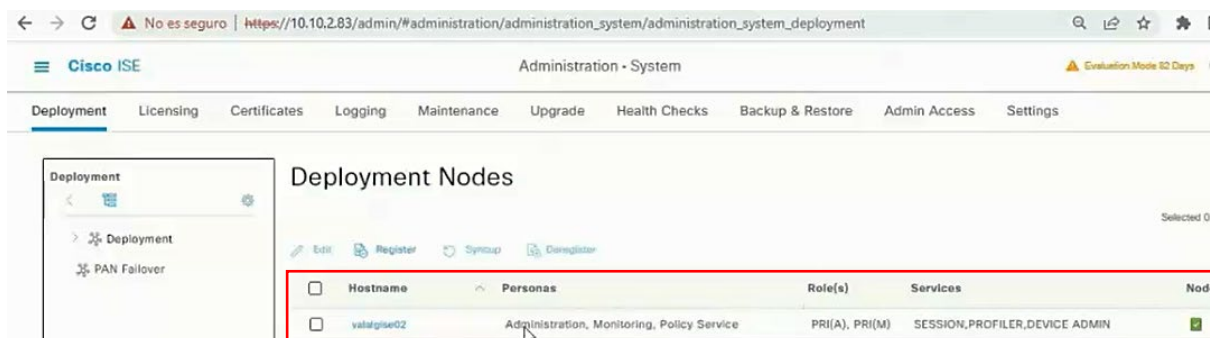 No es seguro | https://10.10.2.83/admin/#administration/administration_system/administration_system_deployment
Cisco ISE Administration - System Evaluation Mode 82 Days
Deployment Licensing Certificates Logging Maintenance Upgrade Health Checks Backup & Restore Admin Access Settings
Deployment
Deployment
PAN Failover
Deployment Nodes
Selected 0
Edit Register Syncup Deregister
Hostname Personas Role(s) Services Nod
Administration, Monitoring, Policy Service PRI(A), PRI(M) SESSION,PROFILER,DEVICE ADMIN